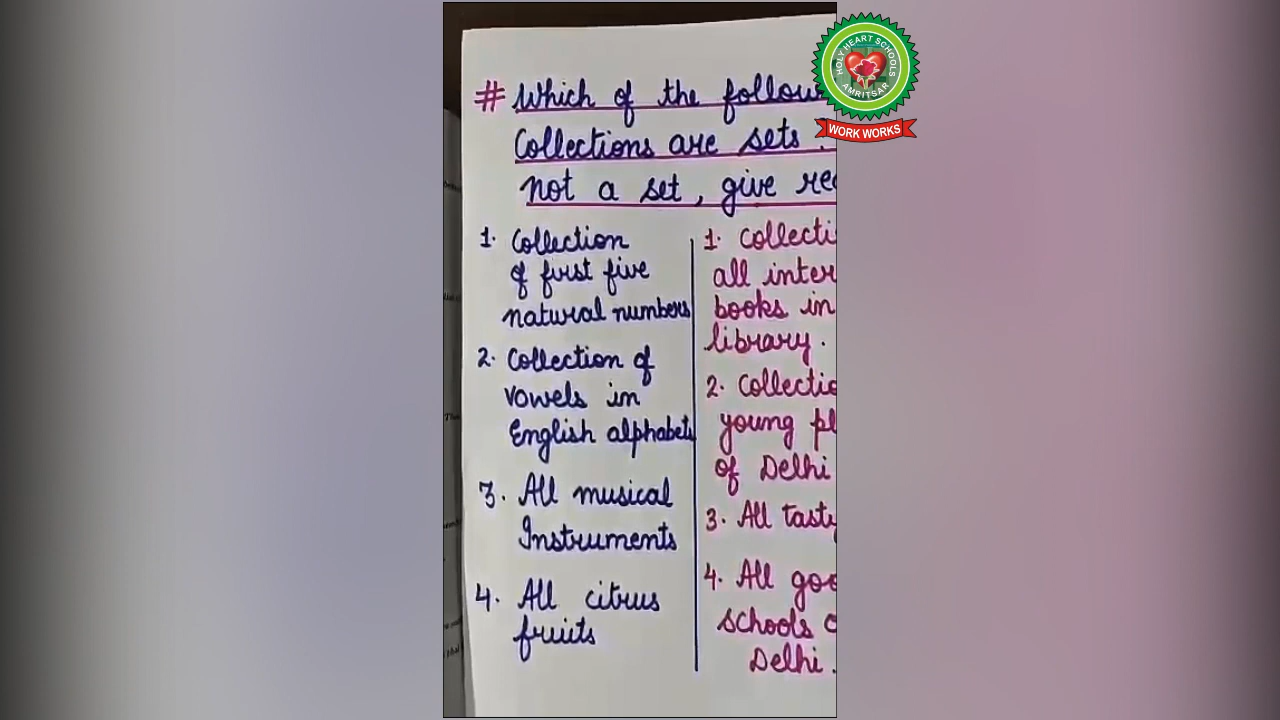 # Which of the follow
Collections are sets.
not a set, give rea
1. Collection
of first five
natural numbers
2. Collection of
vowels in
English alphabets
3. All musical
Instruments
4. All citrus
fruits
1. Collecti
all inter
books in
library.
2. Collectio
young pl
of Delhi
3. All tasty
4. All goo
schools o
Delhi.
HOLY HEART SCHOOLS
AMRITSAR
WORK WORKS